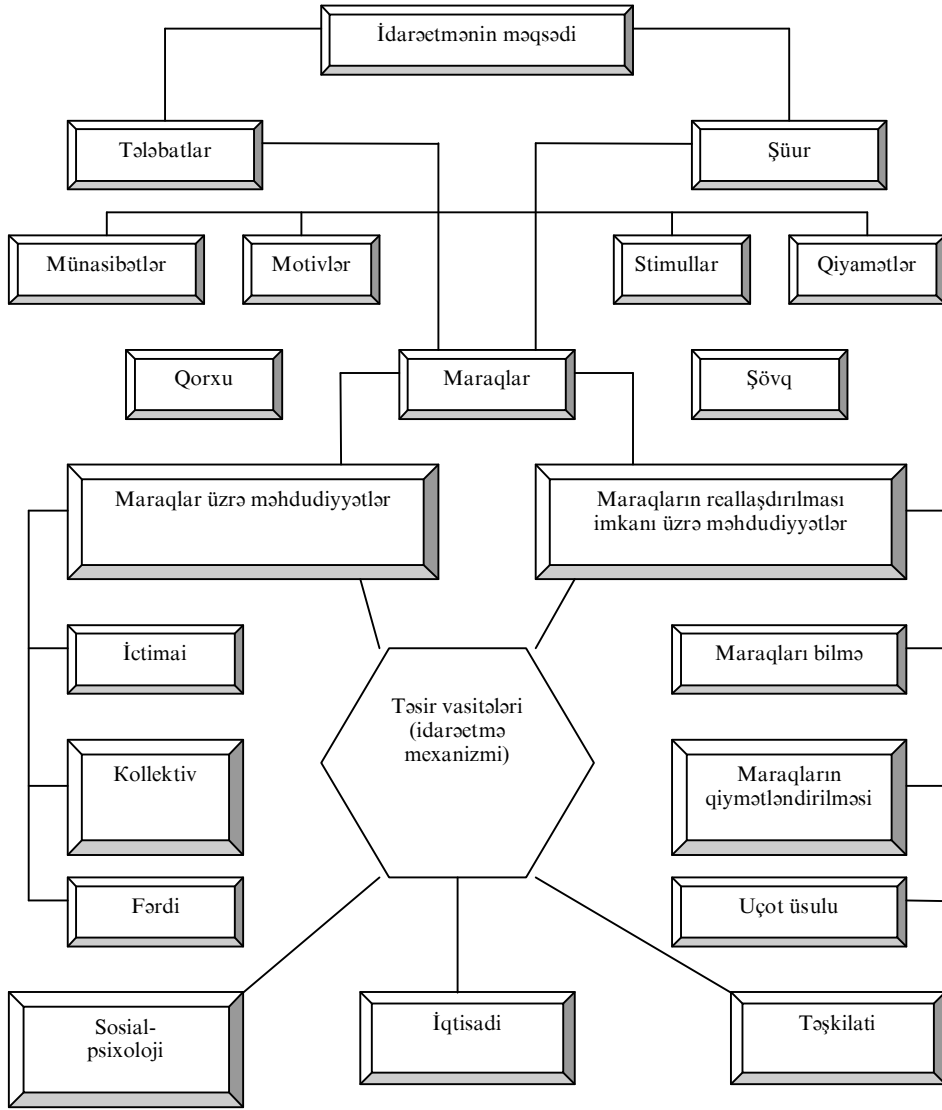 İdarəetmənin məqsədi
Tələbatlar
Şüur
Münasibətlər
Motivlər
Stimullar
Qiyamətlər
Qorxu
Maraqlar
Şövq
Maraqlar üzrə məhdudiyyətlər
Maraqların reallaşdırılması
imkanı üzrə məhdudiyyətlər
İctimai
Maraqları bilmə
Təsir vasitələri
(idarəetmə
mexanizmi)
Kollektiv
Maraqların
qiymətləndirilməsi
Fərdi
Uçot üsulu
Sosial-
psixoloji
İqtisadi
Təşkilati